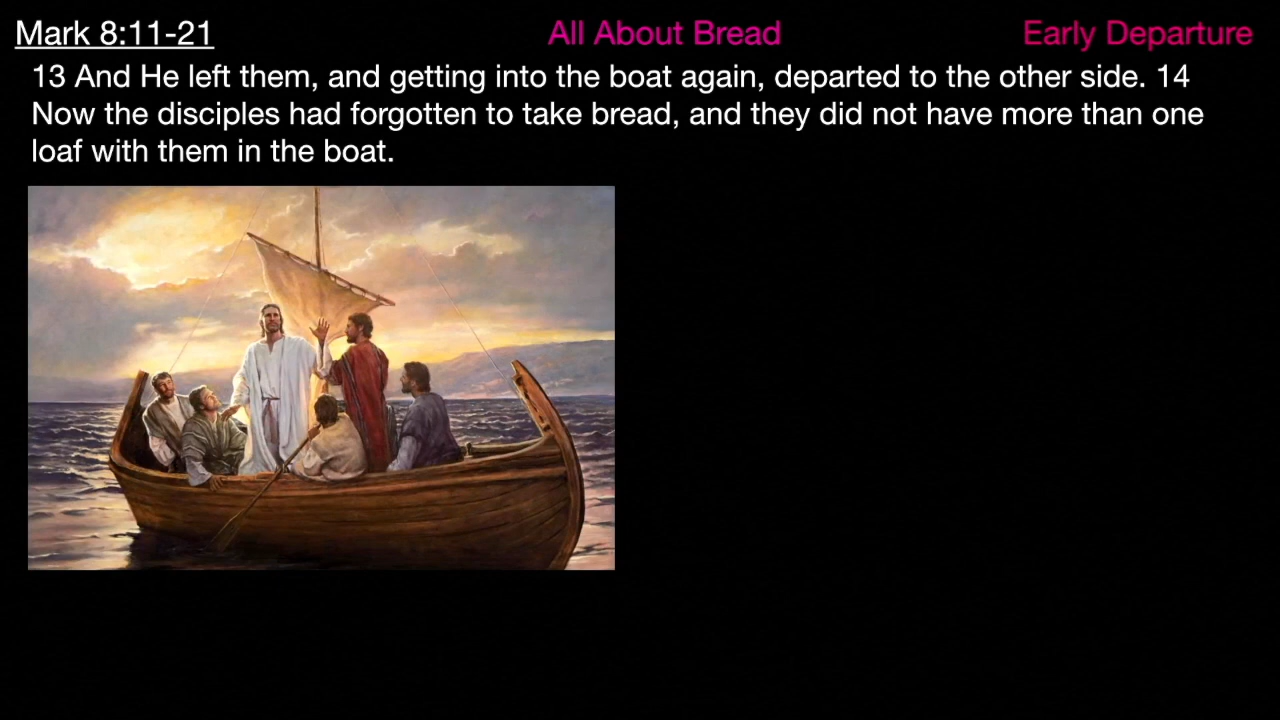 Mark 8:11-21 All About Bread Early Departure
13 And He left them, and getting into the boat again, departed to the other side. 14
Now the disciples had forgotten to take bread, and they did not have more than one
loaf with them in the boat.